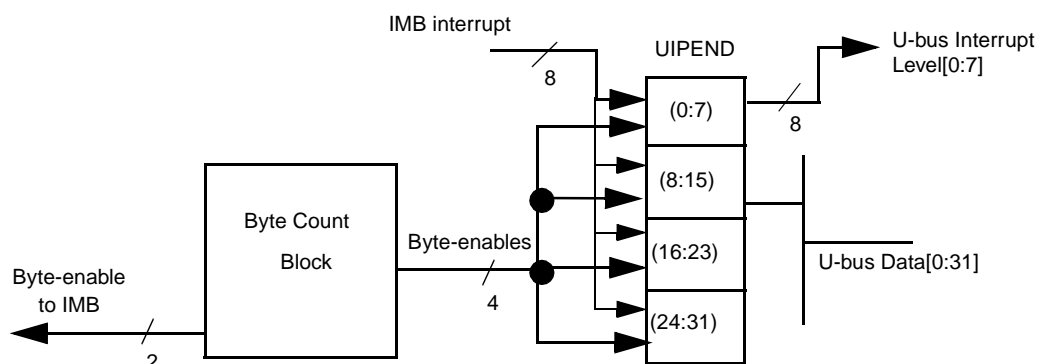 IMB interrupt
8
UIPEND
U-bus Interrupt
Level[0:7]
8
(0:7)
(8:15)
(16:23)
(24:31)
U-bus Data[0:31]
Byte Count
Block
Byte-enables
4
Byte-enable
to IMB
2